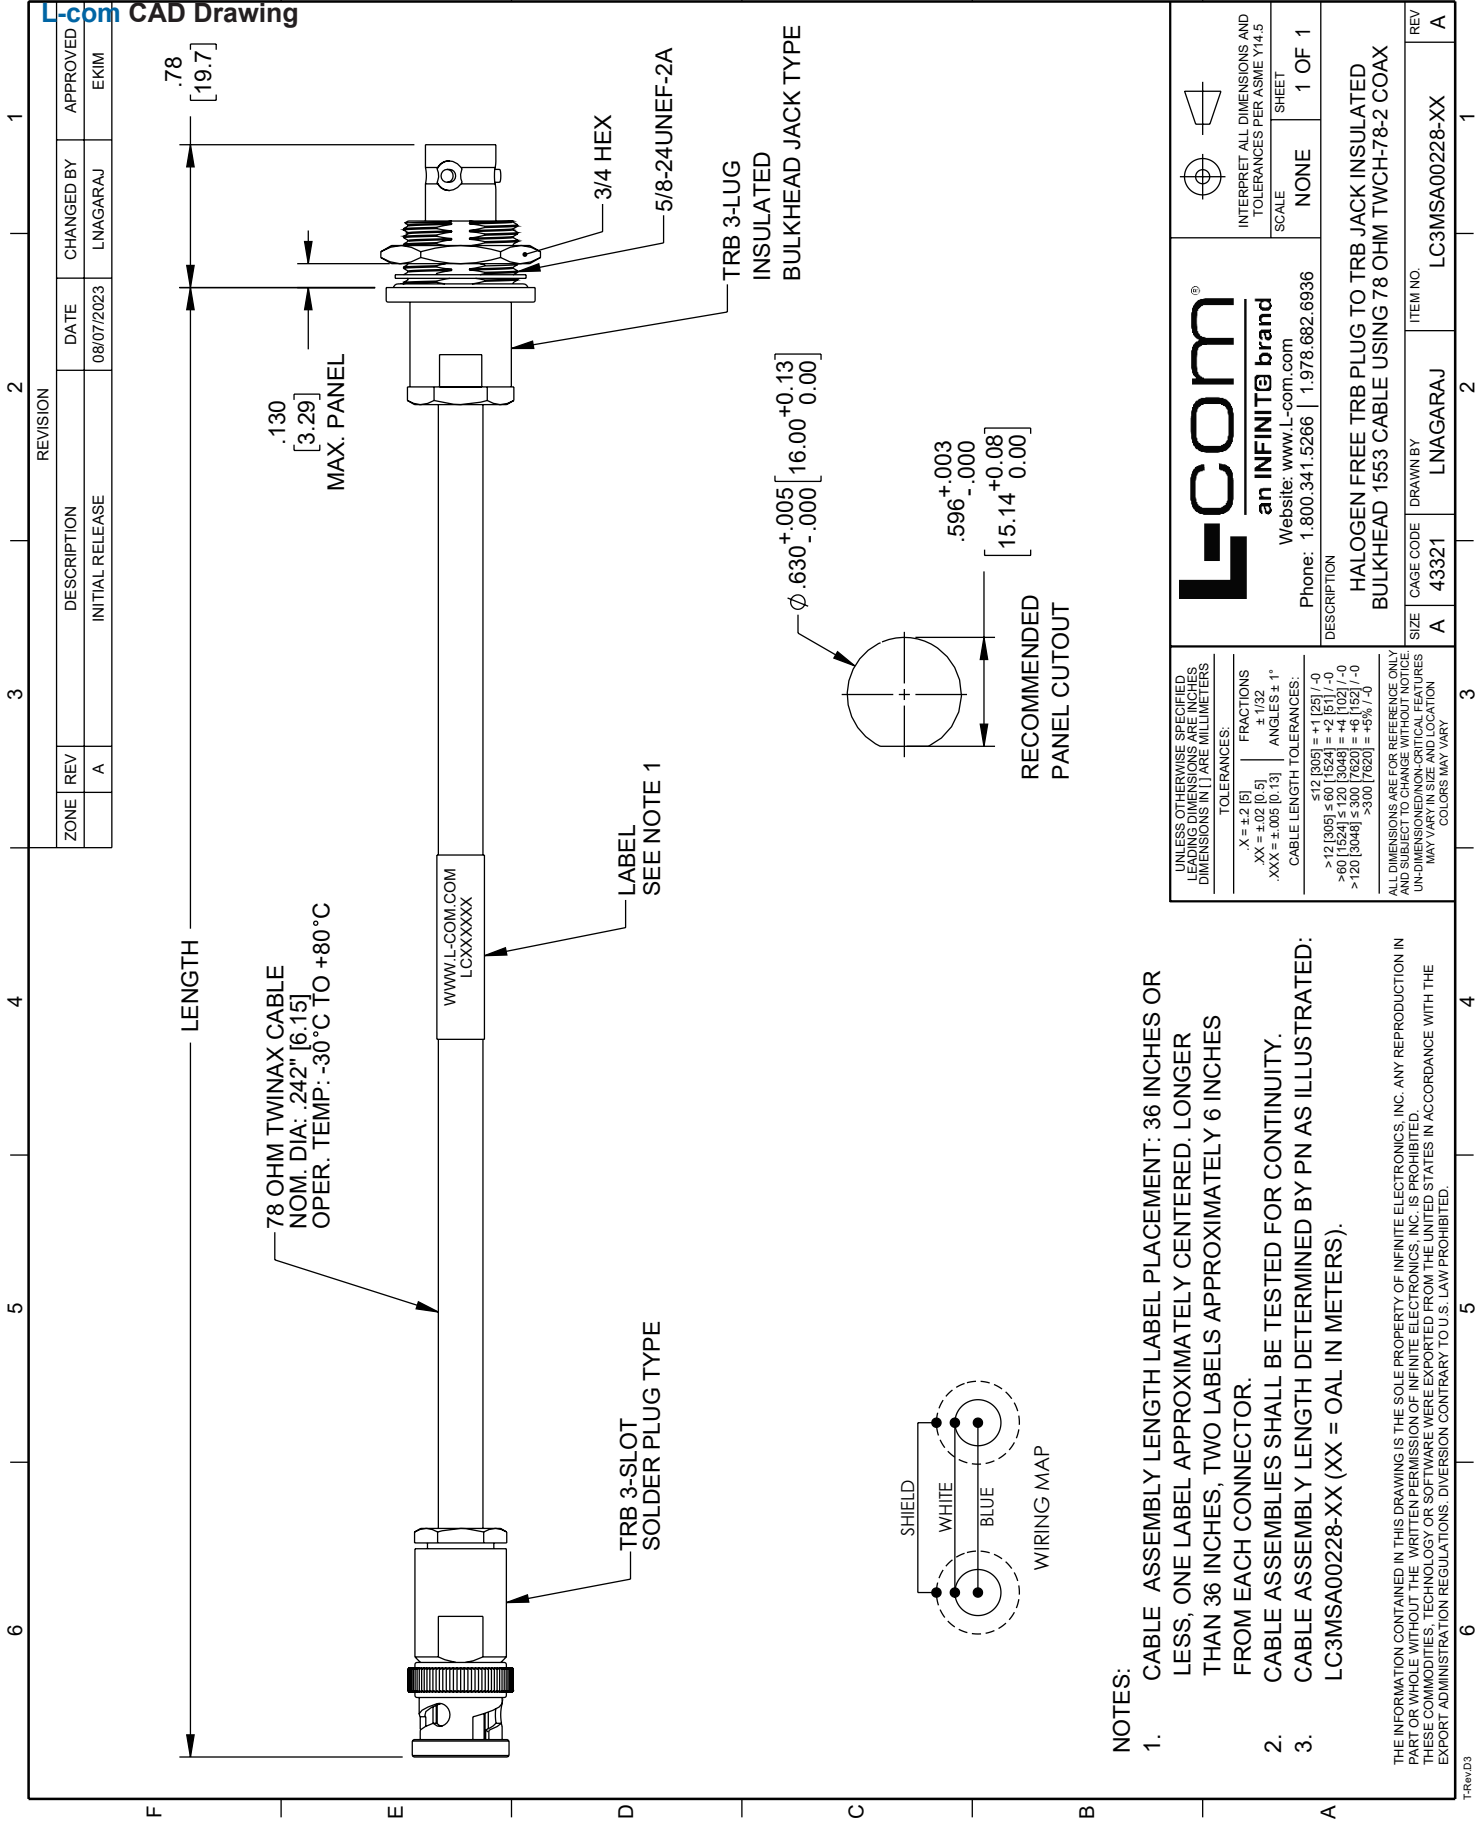 L-com CAD Drawing
REVISION
ZONE REV DESCRIPTION DATE CHANGED BY APPROVED
A INITIAL RELEASE 08/07/2023 LNAGARAJ EKIM
6 5 4 3 2 1
F
E
D
C
B
A
LENGTH
.78
[19.7]
.130
[3.29]
MAX. PANEL
78 OHM TWINAX CABLE
NOM. DIA: .242" [6.15]
OPER. TEMP: -30°C TO +80°C
WWW.L-COM.COM
LCXXXXXX
3/4 HEX
5/8-24UNEF-2A
TRB 3-LUG
INSULATED
BULKHEAD JACK TYPE
LABEL
SEE NOTE 1
TRB 3-SLOT
SOLDER PLUG TYPE
Ø.630 +.005 -.000 [16.00 +0.13 0.00]
.596 +.003 -.000
[15.14 +0.08 0.00]
RECOMMENDED
PANEL CUTOUT
SHIELD
WHITE
BLUE
WIRING MAP
NOTES:
1. CABLE ASSEMBLY LENGTH LABEL PLACEMENT: 36 INCHES OR
LESS, ONE LABEL APPROXIMATELY CENTERED. LONGER
THAN 36 INCHES, TWO LABELS APPROXIMATELY 6 INCHES
FROM EACH CONNECTOR.
2. CABLE ASSEMBLIES SHALL BE TESTED FOR CONTINUITY.
3. CABLE ASSEMBLY LENGTH DETERMINED BY PN AS ILLUSTRATED:
LC3MSA00228-XX (XX = OAL IN METERS).
THE INFORMATION CONTAINED IN THIS DRAWING IS THE SOLE PROPERTY OF INFINITE ELECTRONICS, INC. ANY REPRODUCTION IN
PART OR WHOLE WITHOUT THE WRITTEN PERMISSION OF INFINITE ELECTRONICS, INC. IS PROHIBITED.
THESE COMMODITIES, TECHNOLOGY OR SOFTWARE WERE EXPORTED FROM THE UNITED STATES IN ACCORDANCE WITH THE
EXPORT ADMINISTRATION REGULATIONS. DIVERSION CONTRARY TO U.S. LAW PROHIBITED.
UNLESS OTHERWISE SPECIFIED
LEADING DIMENSIONS ARE INCHES
DIMENSIONS IN [ ] ARE MILLIMETERS
TOLERANCES:
.X = ±.2 [5] FRACTIONS
.XX = ±.02 [0.5] ± 1/32
.XXX = ±.005 [0.13] ANGLES ± 1°
CABLE LENGTH TOLERANCES:
≤12 [305] = +1 [25] / -0
>12 [305] ≤ 60 [1524] = +2 [51] / -0
>60 [1524] ≤ 120 [3048] = +4 [102] / -0
>120 [3048] ≤ 300 [7620] = +6 [152] / -0
>300 [7620] = +5% / -0
ALL DIMENSIONS ARE FOR REFERENCE ONLY
AND SUBJECT TO CHANGE WITHOUT NOTICE.
UN-DIMENSIONED/NON-CRITICAL FEATURES
MAY VARY IN SIZE AND LOCATION
COLORS MAY VARY
L-com®
an INFINITE brand
Website: www.L-com.com
Phone: 1.800.341.5266 | 1.978.682.6936
INTERPRET ALL DIMENSIONS AND
TOLERANCES PER ASME Y14.5
SCALE NONE
SHEET 1 OF 1
DESCRIPTION
HALOGEN FREE TRB PLUG TO TRB JACK INSULATED
BULKHEAD 1553 CABLE USING 78 OHM TWCH-78-2 COAX
SIZE CAGE CODE DRAWN BY ITEM NO. REV
A 43321 LNAGARAJ LC3MSA00228-XX A
6 5 4 3 2 1
T-Rev.D3